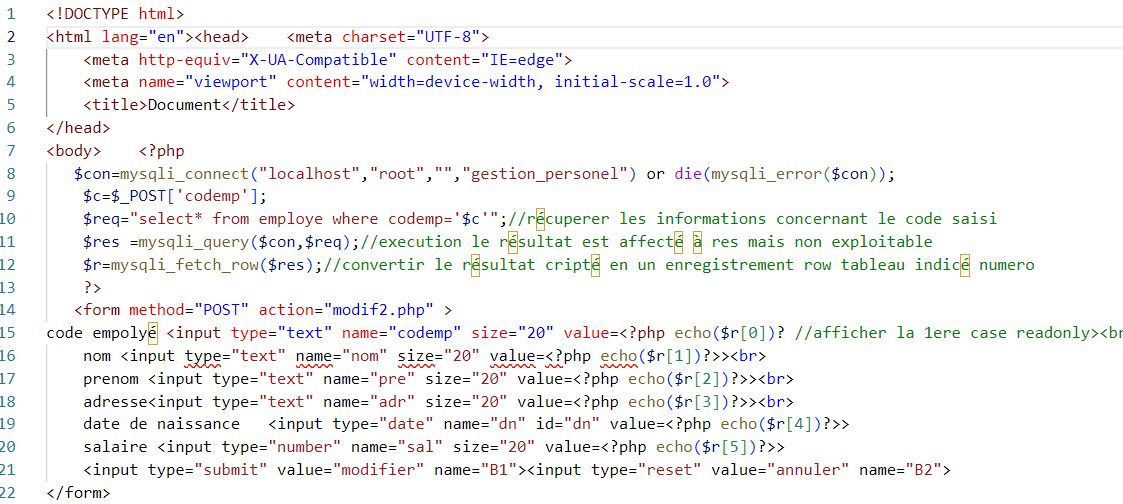 1 <!DOCTYPE html>
2 <html lang="en"><head> <meta charset="UTF-8">
3 <meta http-equiv="X-UA-Compatible" content="IE=edge">
4 <meta name="viewport" content="width=device-width, initial-scale=1.0">
5 <title>Document</title>
6 </head>
7 <body> <?php
8 $con=mysqli_connect("localhost","root","","gestion_personel") or die(mysqli_error($con));
9 $c=$_POST['codemp'];
10 $req="select* from employe where codemp='$c'";//récuperer les informations concernant le code saisi
11 $res =mysqli_query($con,$req);//execution le résultat est affecté à res mais non exploitable
12 $r=mysqli_fetch_row($res);//convertir le résultat cripté en un enregistrement row tableau indicé numero
13 ?>
14 <form method="POST" action="modif2.php" >
15 code empolyé <input type="text" name="codemp" size="20" value=<?php echo($r[0])? //afficher la 1ere case readonly><br
16 nom <input type="text" name="nom" size="20" value=<?php echo($r[1])?>><br>
17 prenom <input type="text" name="pre" size="20" value=<?php echo($r[2])?>><br>
18 adresse<input type="text" name="adr" size="20" value=<?php echo($r[3])?>><br>
19 date de naissance <input type="date" name="dn" id="dn" value=<?php echo($r[4])?>>
20 salaire <input type="number" name="sal" size="20" value=<?php echo($r[5])?>>
21 <input type="submit" value="modifier" name="B1"><input type="reset" value="annuler" name="B2">
22 </form>